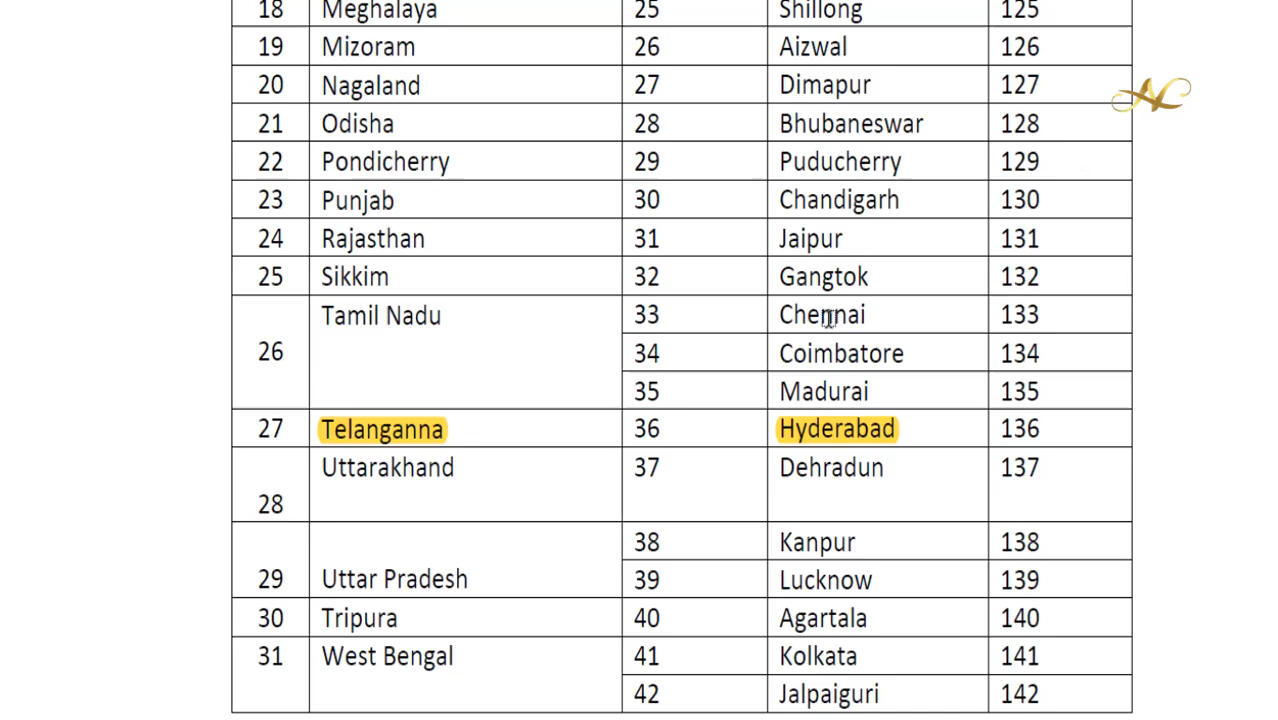 18 Meghalaya 25 Shillong 125
19 Mizoram 26 Aizwal 126
20 Nagaland 27 Dimapur 127
21 Odisha 28 Bhubaneswar 128
22 Pondicherry 29 Puducherry 129
23 Punjab 30 Chandigarh 130
24 Rajasthan 31 Jaipur 131
25 Sikkim 32 Gangtok 132
26 Tamil Nadu 33 Chennai 133
34 Coimbatore 134
35 Madurai 135
27 Telanganna 36 Hyderabad 136
28 Uttarakhand 37 Dehradun 137
38 Kanpur 138
29 Uttar Pradesh 39 Lucknow 139
30 Tripura 40 Agartala 140
31 West Bengal 41 Kolkata 141
42 Jalpaiguri 142